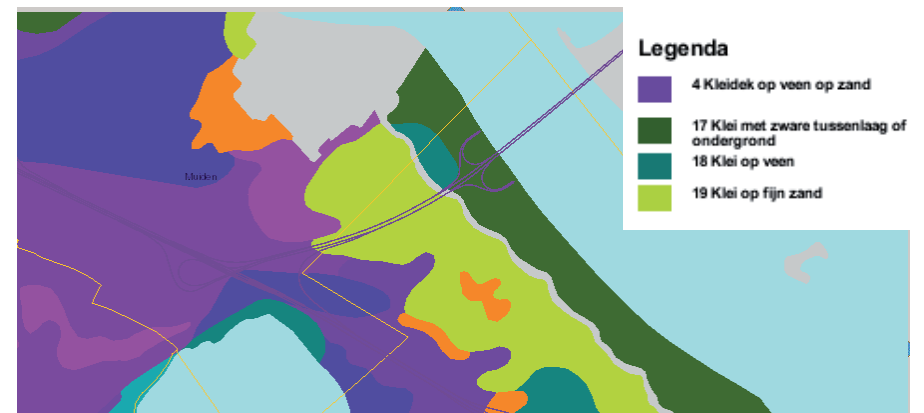 Legenda
4 Kleidek op veen op zand
17 Klei met zware tussenlaag of
ondergrond
18 Klei op veen
19 Klei op fijn zand
Muiden